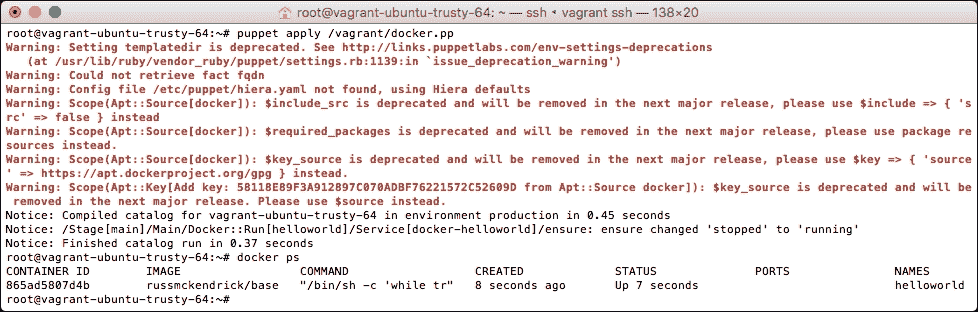 root@vagrant-ubuntu-trusty-64: ~ — ssh • vagrant ssh — 138×20
root@vagrant-ubuntu-trusty-64:~# puppet apply /vagrant/docker.pp
Warning: Setting templatedir is deprecated. See http://links.puppetlabs.com/env-settings-deprecations
   (at /usr/lib/ruby/vendor_ruby/puppet/settings.rb:1139:in `issue_deprecation_warning')
Warning: Could not retrieve fact fqdn
Warning: Config file /etc/puppet/hiera.yaml not found, using Hiera defaults
Warning: Scope(Apt::Source[docker]): $include_src is deprecated and will be removed in the next major release, please use $include => { 's
rc' => false } instead
Warning: Scope(Apt::Source[docker]): $required_packages is deprecated and will be removed in the next major release, please use package re
sources instead.
Warning: Scope(Apt::Source[docker]): $key_source is deprecated and will be removed in the next major release, please use $key => { 'source
' => https://apt.dockerproject.org/gpg } instead.
Warning: Scope(Apt::Key[Add key: 58118E89F3A912897C070ADBF76221572C52609D from Apt::Source docker]): $key_source is deprecated and will be
 removed in the next major release. Please use $source instead.
Notice: Compiled catalog for vagrant-ubuntu-trusty-64 in environment production in 0.45 seconds
Notice: /Stage[main]/Main/Docker::Run[helloworld]/Service[docker-helloworld]/ensure: ensure changed 'stopped' to 'running'
Notice: Finished catalog run in 0.37 seconds
root@vagrant-ubuntu-trusty-64:~# docker ps
CONTAINER ID        IMAGE               COMMAND                  CREATED             STATUS              PORTS               NAMES
865ad5807d4b        russmckendrick/base   "/bin/sh -c 'while tr"   8 seconds ago       Up 7 seconds                            helloworld
root@vagrant-ubuntu-trusty-64:~#